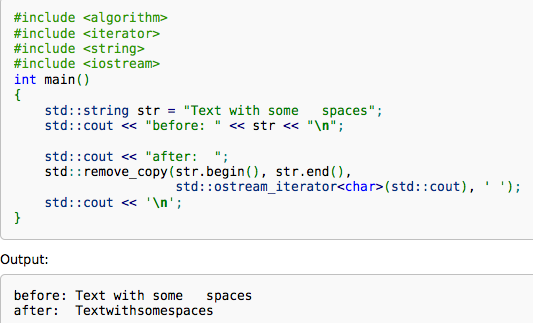 #include <algorithm>
#include <iterator>
#include <string>
#include <iostream>
int main()
{
    std::string str = "Text with some   spaces";
    std::cout << "before: " << str << "\n";

    std::cout << "after:  ";
    std::remove_copy(str.begin(), str.end(),
                     std::ostream_iterator<char>(std::cout), ' ');
    std::cout << '\n';
}
Output:
before: Text with some   spaces
after:  Textwithsomespaces